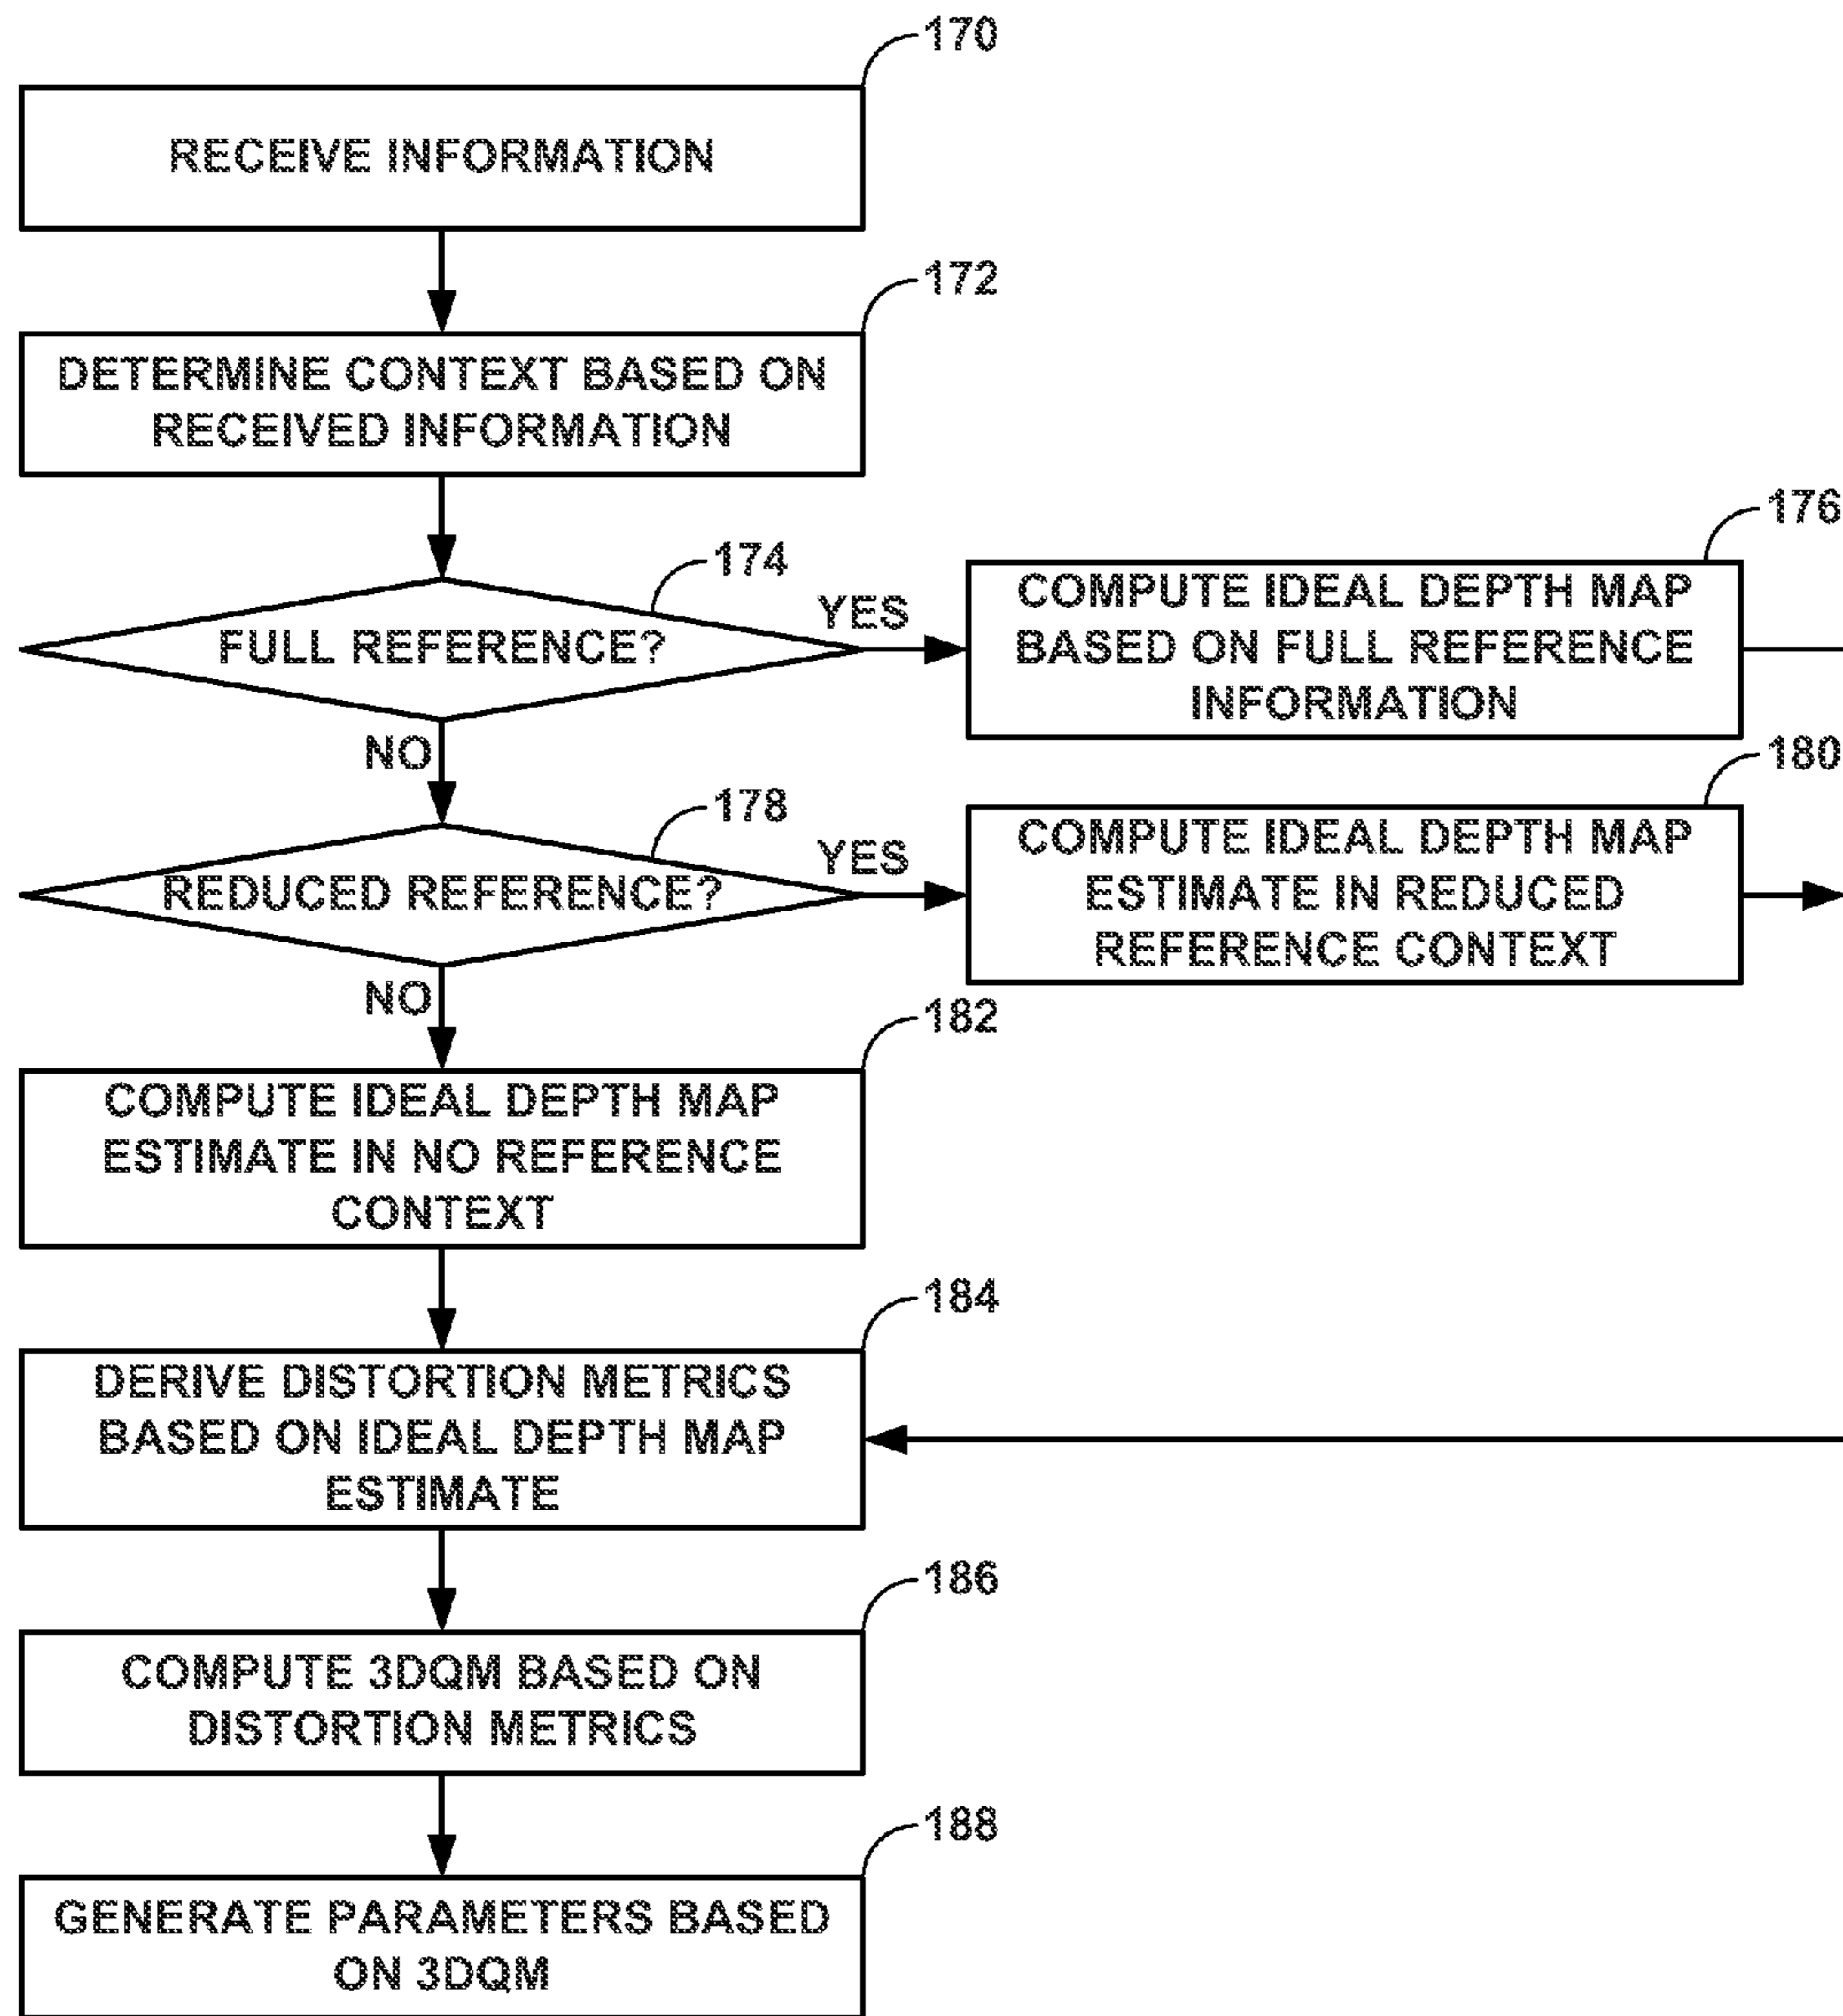 170
RECEIVE INFORMATION
172
DETERMINE CONTEXT BASED ON
RECEIVED INFORMATION
174
FULL REFERENCE?
YES
NO
176
COMPUTE IDEAL DEPTH MAP
BASED ON FULL REFERENCE
INFORMATION
178
REDUCED REFERENCE?
YES
NO
180
COMPUTE IDEAL DEPTH MAP
ESTIMATE IN REDUCED
REFERENCE CONTEXT
182
COMPUTE IDEAL DEPTH MAP
ESTIMATE IN NO REFERENCE
CONTEXT
184
DERIVE DISTORTION METRICS
BASED ON IDEAL DEPTH MAP
ESTIMATE
186
COMPUTE 3DQM BASED ON
DISTORTION METRICS
188
GENERATE PARAMETERS BASED
ON 3DQM